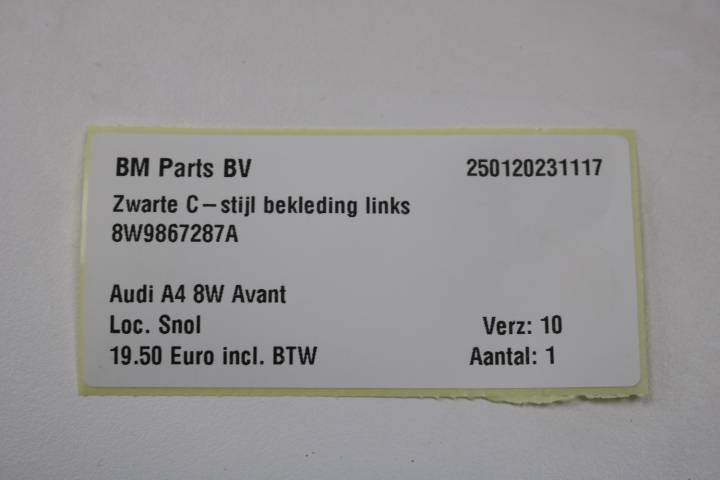 BM Parts BV 250120231117
Zwarte C-stijl bekleding links
8W9867287A
Audi A4 8W Avant
Loc. Snol Verz: 10
19.50 Euro incl. BTW Aantal: 1